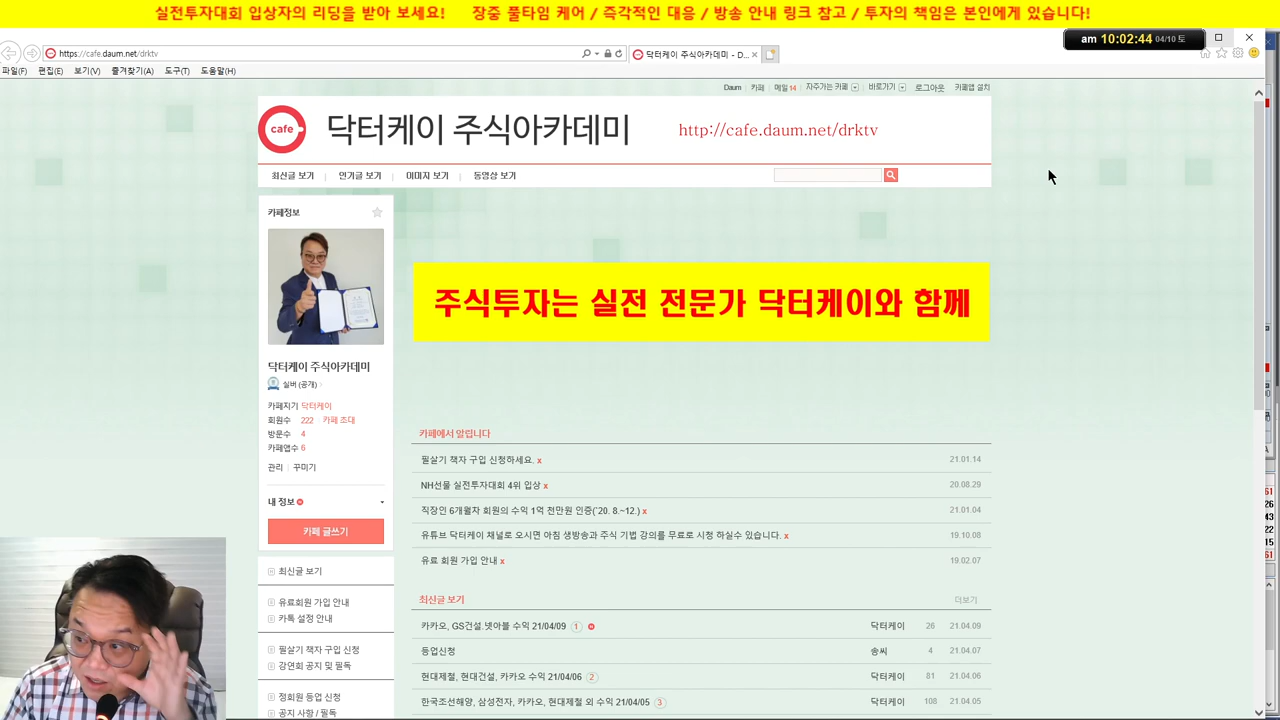 실전투자대회 입상자의 리딩을 받아 보세요! 장중 풀타임 케어 / 즉각적인 대응 / 방송 안내 링크 참고 / 투자의 책임은 본인에게 있습니다!
am 10:02:44 04/10 토
https://cafe.daum.net/drktv
닥터케이 주식아카데미 - D...
파일(F) 편집(E) 보기(V) 즐겨찾기(A) 도구(T) 도움말(H)
Daum 카페 메일 14 자주가는 카페 바로가기 로그아웃 카페앱 설치
cafe 닥터케이 주식아카데미 http://cafe.daum.net/drktv
최신글 보기 인기글 보기 이미지 보기 동영상 보기
카페정보
주식투자는 실전 전문가 닥터케이와 함께
닥터케이 주식아카데미
실버 (공개)
카페지기 닥터케이
회원수 222 카페 초대
방문수 4
카페앱수 6
관리 꾸미기
내 정보
카페 글쓰기
최신글 보기
유료회원 가입 안내
카톡 설정 안내
필살기 책자 구입 신청
강연회 공지 및 필독
정회원 등업 신청
공지 사항 / 필독
카페에서 알립니다
필살기 책자 구입 신청하세요. x 21.01.14
NH선물 실전투자대회 4위 입상 x 20.08.29
직장인 6개월차 회원의 수익 1억 전만원 인증(`20. 8.~12.) x 21.01.04
유튜브 닥터케이 채널로 오시면 아침 생방송과 주식 기법 강의를 무료로 시청 하실수 있습니다. x 19.10.08
유료 회원 가입 안내 x 19.02.07
최신글 보기 더보기
카카오, GS건설,넷아블 수익 21/04/09 1 닥터케이 26 21.04.09
등업신청 송씨 4 21.04.07
현대제철, 현대건설, 카카오 수익 21/04/06 2 닥터케이 81 21.04.06
한국조선해양, 삼성전자, 카카오, 현대제철 외 수익 21/04/05 3 닥터케이 108 21.04.05
61
26
43
22
15
61